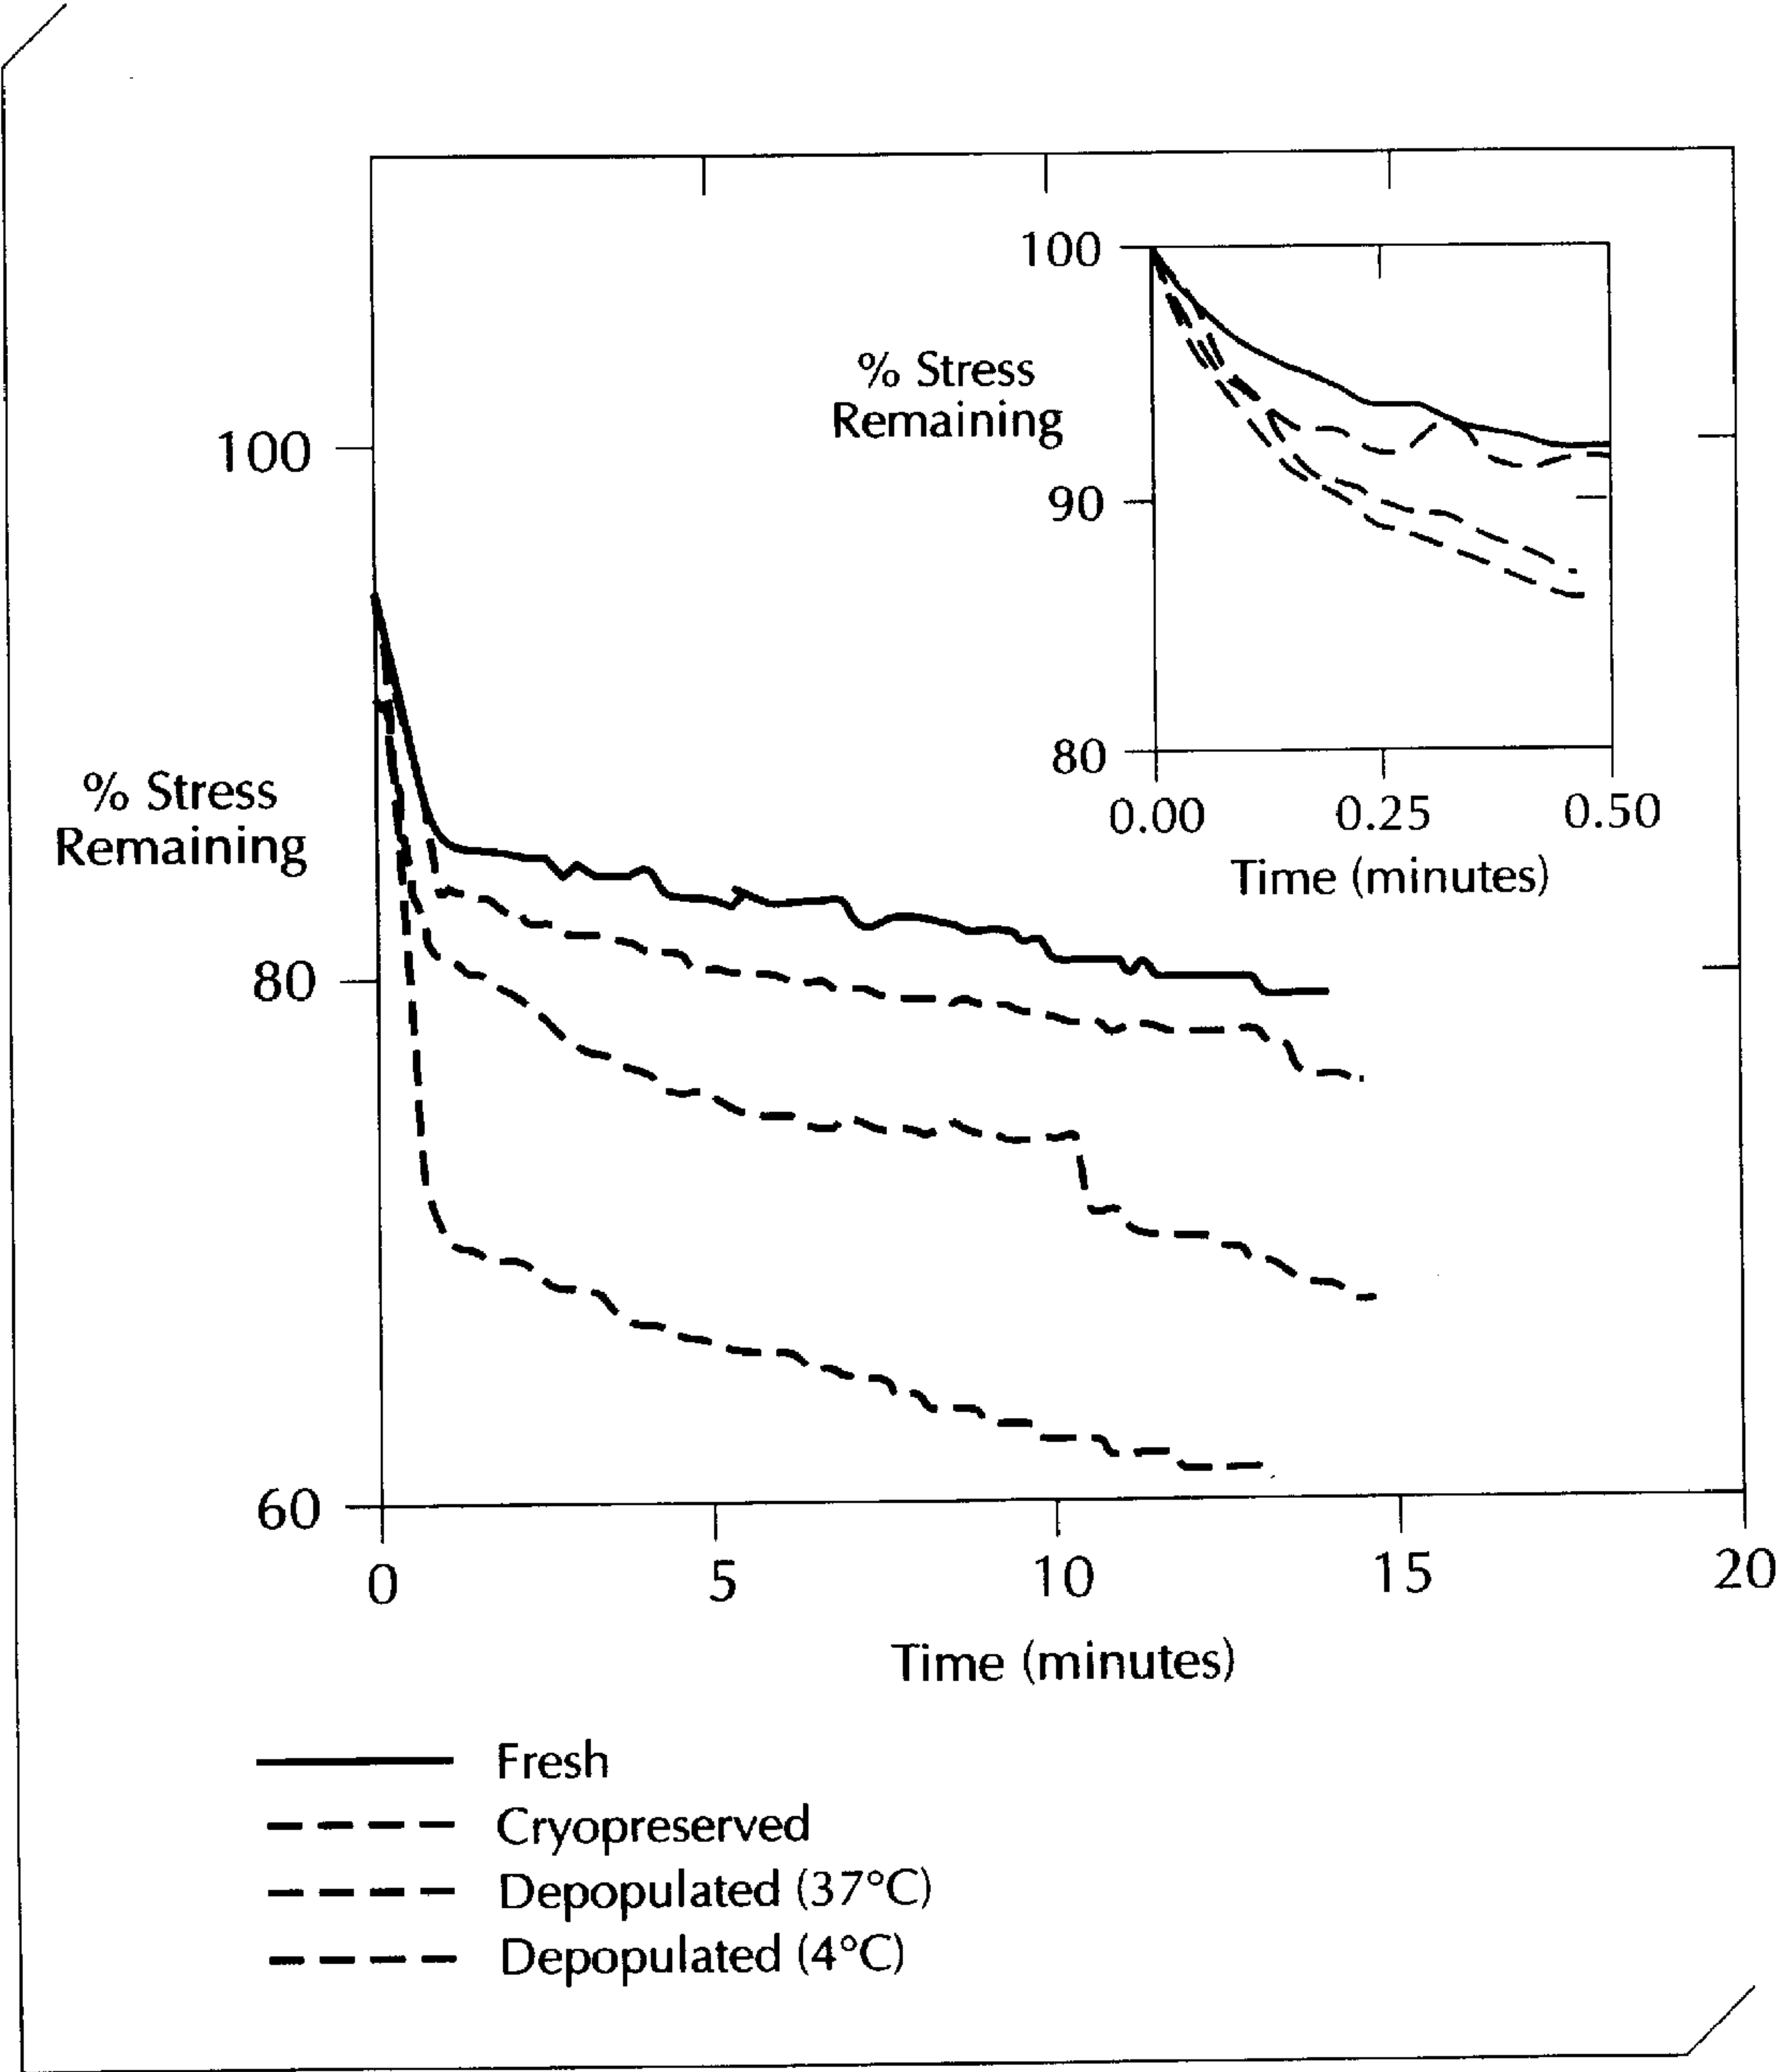 100
% Stress
Remaining
90
80
0.00 0.25 0.50
Time (minutes)
100
% Stress
Remaining
80
60
0 5 10 15 20
Time (minutes)
Fresh
Cryopreserved
Depopulated (37°C)
Depopulated (4°C)